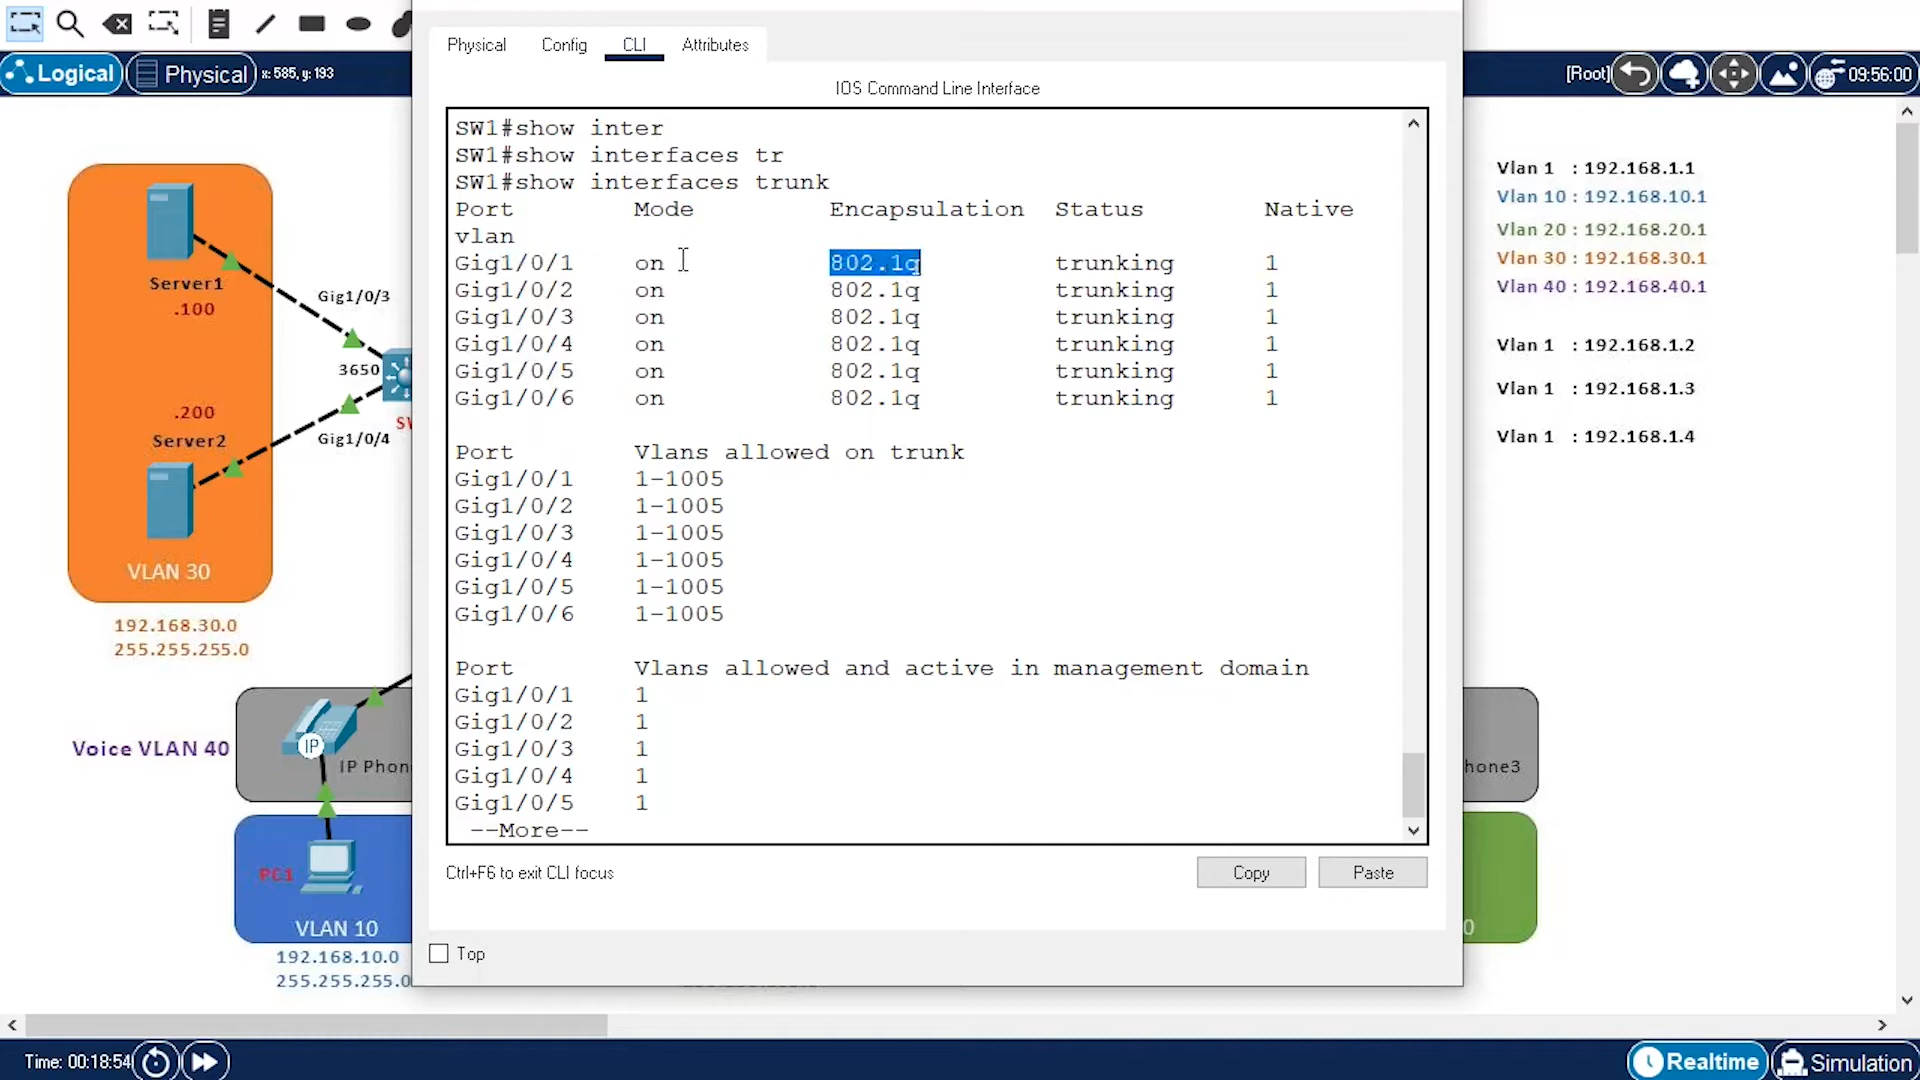 Physical Config CLI Attributes
Logical Physical x: 585, y: 193
[Root] 09:56:00
IOS Command Line Interface
SW1#show inter
SW1#show interfaces tr
SW1#show interfaces trunk
Port Mode Encapsulation Status Native
vlan
Gig1/0/1 on 802.1q trunking 1
Gig1/0/2 on 802.1q trunking 1
Gig1/0/3 on 802.1q trunking 1
Gig1/0/4 on 802.1q trunking 1
Gig1/0/5 on 802.1q trunking 1
Gig1/0/6 on 802.1q trunking 1
Port Vlans allowed on trunk
Gig1/0/1 1-1005
Gig1/0/2 1-1005
Gig1/0/3 1-1005
Gig1/0/4 1-1005
Gig1/0/5 1-1005
Gig1/0/6 1-1005
Port Vlans allowed and active in management domain
Gig1/0/1 1
Gig1/0/2 1
Gig1/0/3 1
Gig1/0/4 1
Gig1/0/5 1
--More--
Ctrl+F6 to exit CLI focus
Copy Paste
Top
Server1
.100
Gig1/0/3
3650
.200
Server2
Gig1/0/4
VLAN 30
192.168.30.0
255.255.255.0
Voice VLAN 40
IP
IP Phon
PC1
VLAN 10
192.168.10.0
255.255.255.0
Vlan 1 : 192.168.1.1
Vlan 10 : 192.168.10.1
Vlan 20 : 192.168.20.1
Vlan 30 : 192.168.30.1
Vlan 40 : 192.168.40.1
Vlan 1 : 192.168.1.2
Vlan 1 : 192.168.1.3
Vlan 1 : 192.168.1.4
hone3
0
Time: 00:18:54
Realtime Simulation